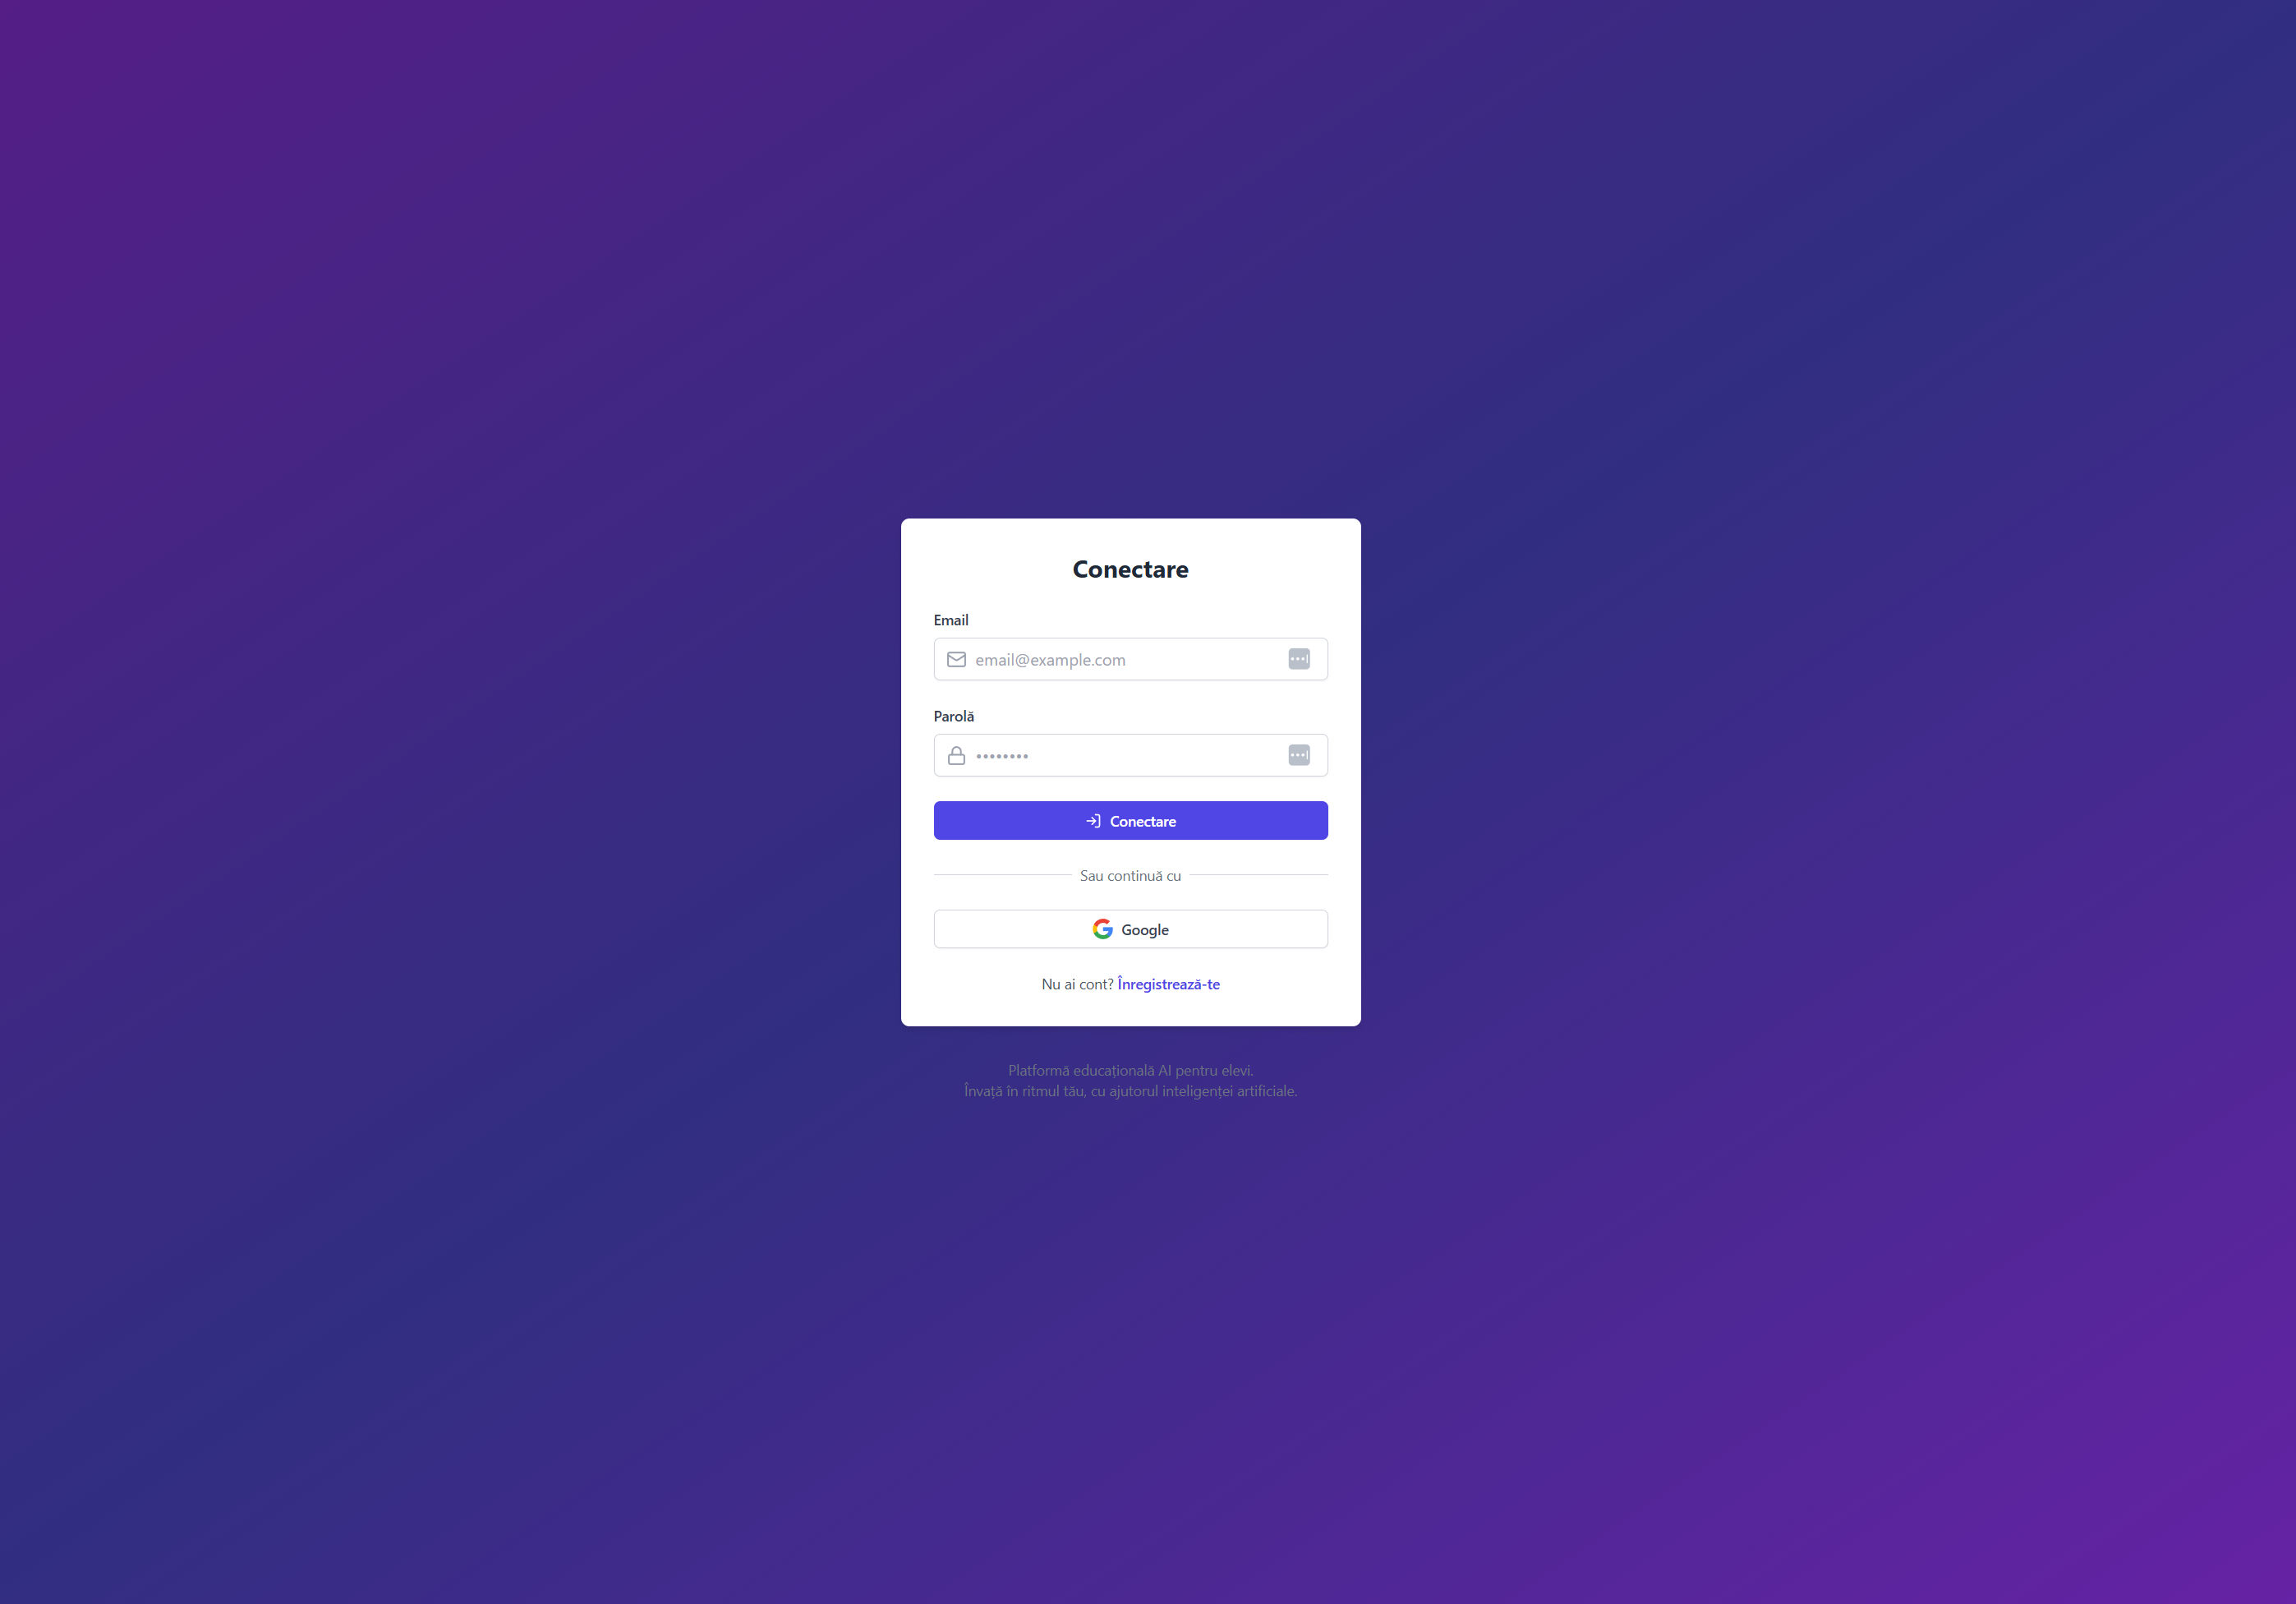 Conectare
Email
email@example.com
Parolă
••••••••
Conectare
Sau continuă cu
Google
Nu ai cont? Înregistrează-te
Platformă educațională AI pentru elevi.
Învață în ritmul tău, cu ajutorul inteligenței artificiale.